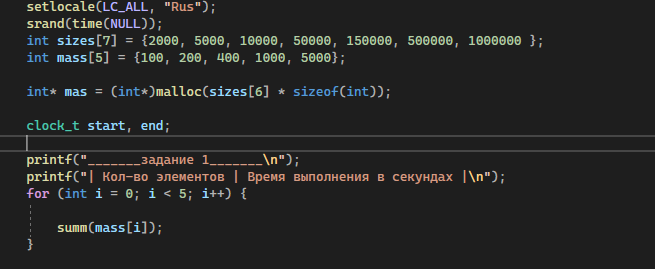 setlocale(LC_ALL, "Rus");
srand(time(NULL));
int sizes[7] = {2000, 5000, 10000, 50000, 150000, 500000, 1000000 };
int mass[5] = {100, 200, 400, 1000, 5000};
int* mas = (int*)malloc(sizes[6] * sizeof(int));
clock_t start, end;
printf("_______задание 1_______\n");
printf("| Кол-во элементов | Время выполнения в секундах |\n");
for (int i = 0; i < 5; i++) {
summ(mass[i]);
}